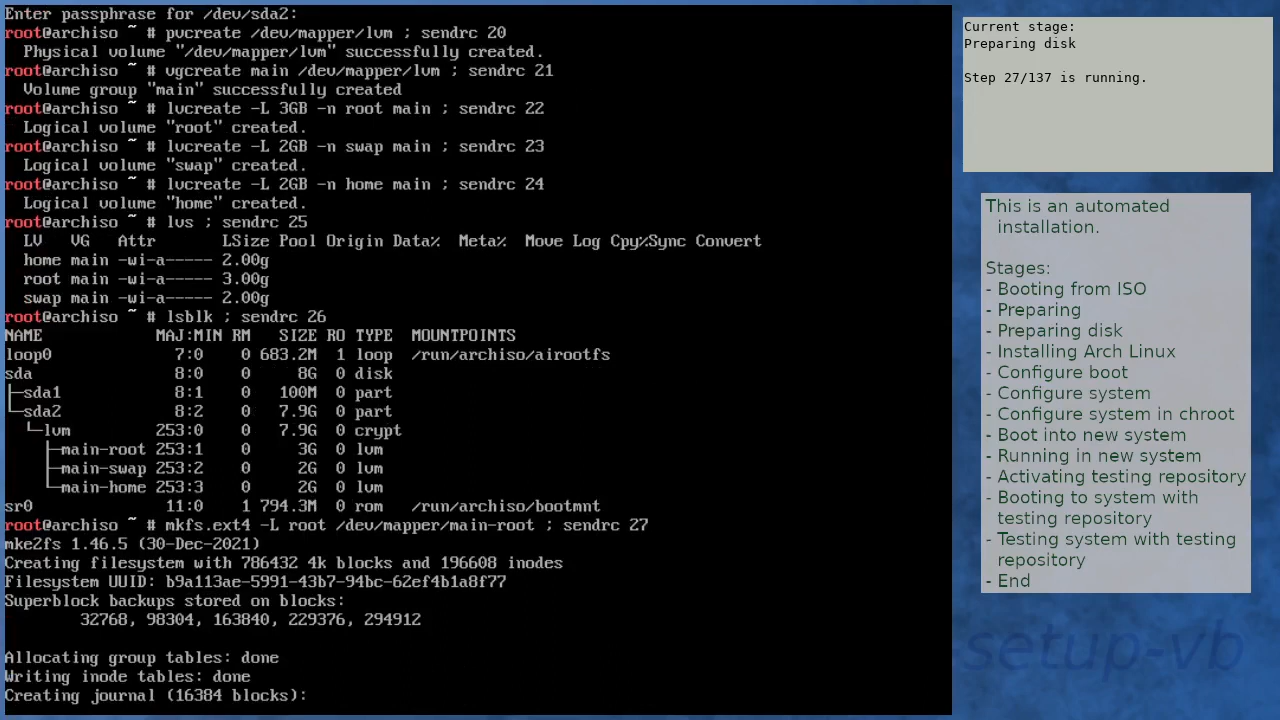 Enter passphrase for /dev/sda2:
root@archiso ~ # pvcreate /dev/mapper/lvm ; sendrc 20
  Physical volume "/dev/mapper/lvm" successfully created.
root@archiso ~ # vgcreate main /dev/mapper/lvm ; sendrc 21
  Volume group "main" successfully created
root@archiso ~ # lvcreate -L 3GB -n root main ; sendrc 22
  Logical volume "root" created.
root@archiso ~ # lvcreate -L 2GB -n swap main ; sendrc 23
  Logical volume "swap" created.
root@archiso ~ # lvcreate -L 2GB -n home main ; sendrc 24
  Logical volume "home" created.
root@archiso ~ # lvs ; sendrc 25
  LV   VG   Attr       LSize Pool Origin Data%  Meta%  Move Log Cpy%Sync Convert
  home main -wi-a----- 2.00g
  root main -wi-a----- 3.00g
  swap main -wi-a----- 2.00g
root@archiso ~ # lsblk ; sendrc 26
NAME            MAJ:MIN RM   SIZE RO TYPE  MOUNTPOINTS
loop0             7:0    0 683.2M  1 loop  /run/archiso/airootfs
sda               8:0    0     8G  0 disk
├─sda1            8:1    0   100M  0 part
└─sda2            8:2    0   7.9G  0 part
  └─lvm         253:0    0   7.9G  0 crypt
    ├─main-root 253:1    0     3G  0 lvm
    ├─main-swap 253:2    0     2G  0 lvm
    └─main-home 253:3    0     2G  0 lvm
sr0              11:0    1 794.3M  0 rom   /run/archiso/bootmnt
root@archiso ~ # mkfs.ext4 -L root /dev/mapper/main-root ; sendrc 27
mke2fs 1.46.5 (30-Dec-2021)
Creating filesystem with 786432 4k blocks and 196608 inodes
Filesystem UUID: b9a113ae-5991-43b7-94bc-62ef4b1a8f77
Superblock backups stored on blocks:
        32768, 98304, 163840, 229376, 294912
Allocating group tables: done
Writing inode tables: done
Creating journal (16384 blocks):
Current stage:
Preparing disk
Step 27/137 is running.
This is an automated
installation.
Stages:
- Booting from ISO
- Preparing
- Preparing disk
- Installing Arch Linux
- Configure boot
- Configure system
- Configure system in chroot
- Boot into new system
- Running in new system
- Activating testing repository
- Booting to system with
testing repository
- Testing system with testing
repository
- End
setup-vb